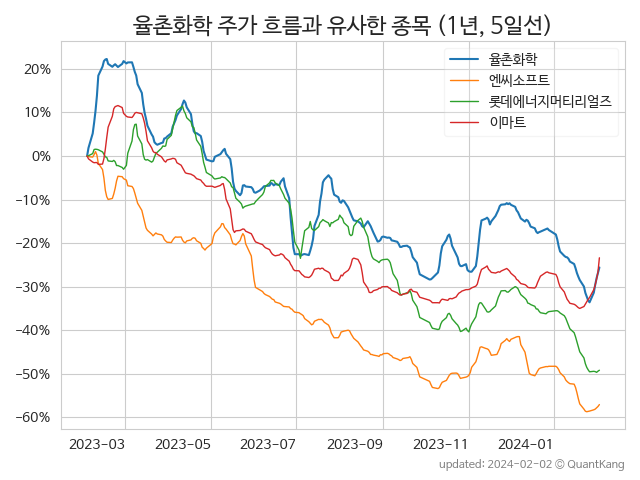 율촌화학 주가 흐름과 유사한 종목 (1년, 5일선)
율촌화학
엔씨소프트
롯데에너지머티리얼즈
이마트
20%
10%
0%
−10%
−20%
−30%
−40%
−50%
−60%
2023-03 2023-05 2023-07 2023-09 2023-11 2024-01
updated: 2024-02-02 © QuantKang